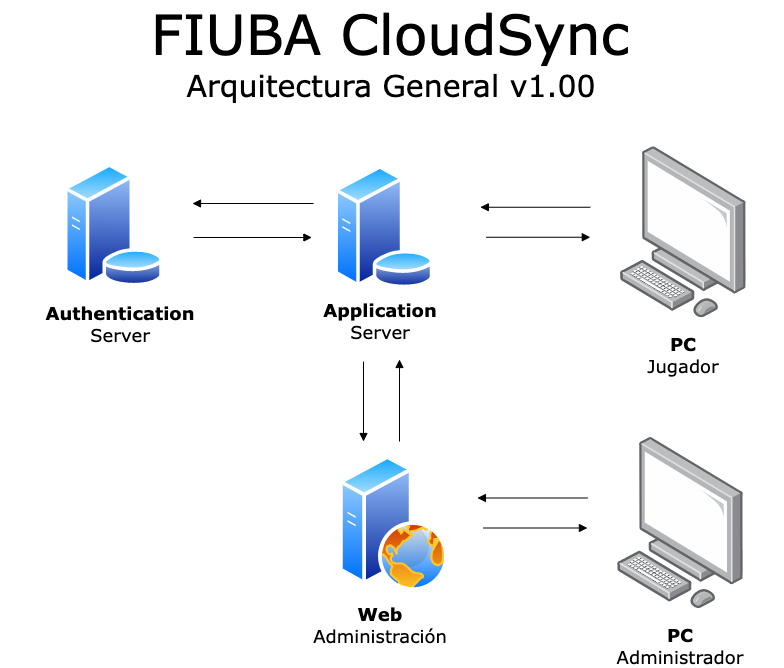 FIUBA CloudSync
Arquitectura General v1.00
Authentication
Server
Application
Server
PC
Jugador
Web
Administración
PC
Administrador